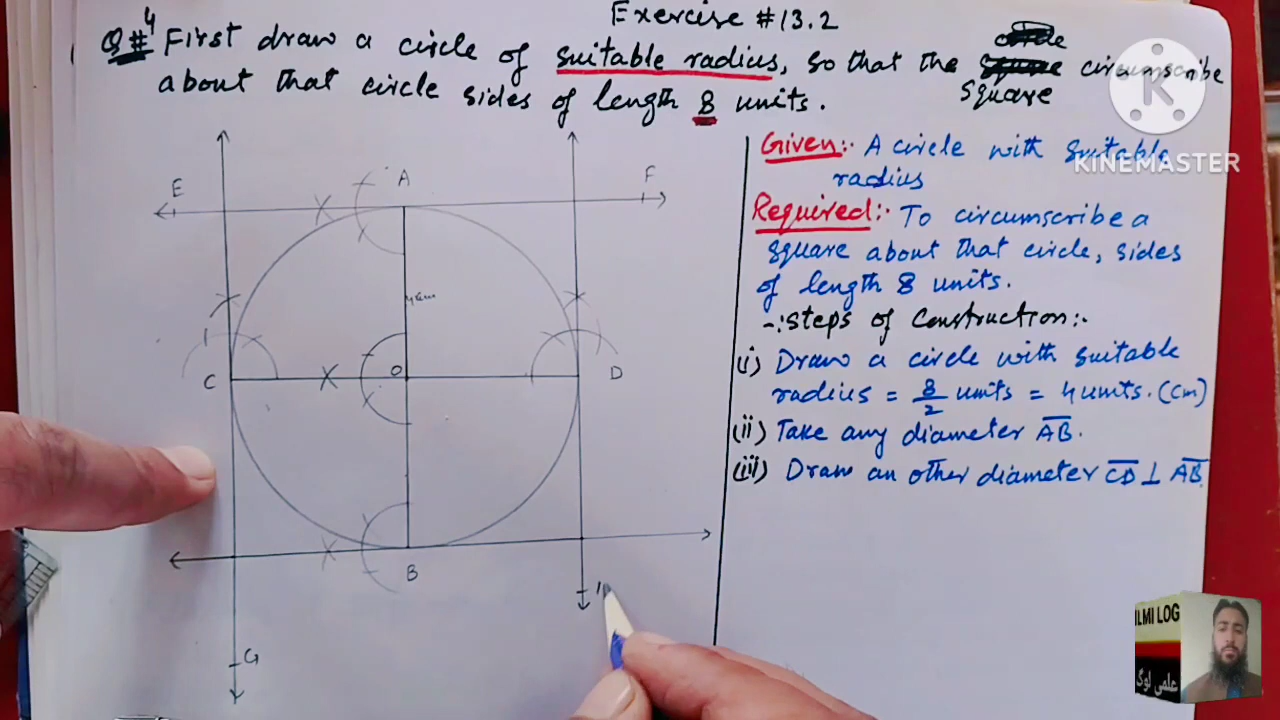 Exercise # 13.2
Q#4 First draw a circle of suitable radius, so that the circumscribe
square
about that circle sides of length 8 units.
KINEMASTER
Given:- A circle with suitable
radius
Required:- To circumscribe a
square about that circle, sides
of length 8 units.
-:Steps of Construction:-
(i) Draw a circle with suitable
radius = 8/2 units = 4 units. (cm)
(ii) Take any diameter AB.
(iii) Draw an other diameter CD ⊥ AB.
E
A
F
4cm
C
O
D
B
G
ILMI LOG
علمی لوگ